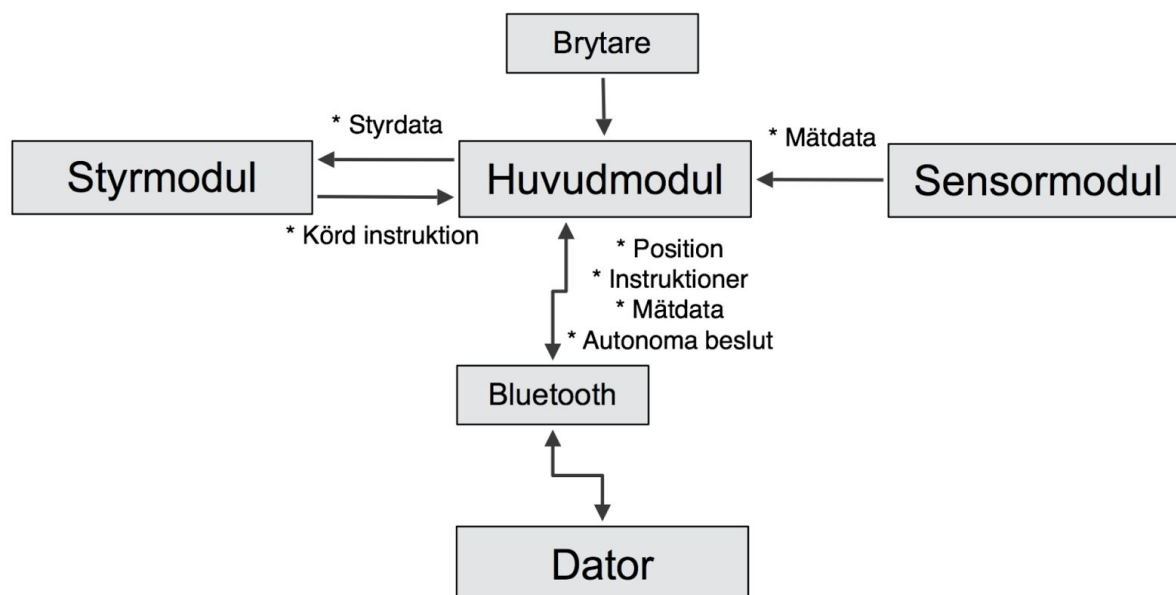 Brytare
* Styrdata
* Mätdata
Styrmodul
Huvudmodul
Sensormodul
* Körd instruktion
* Position
* Instruktioner
* Mätdata
* Autonoma beslut
Bluetooth
Dator